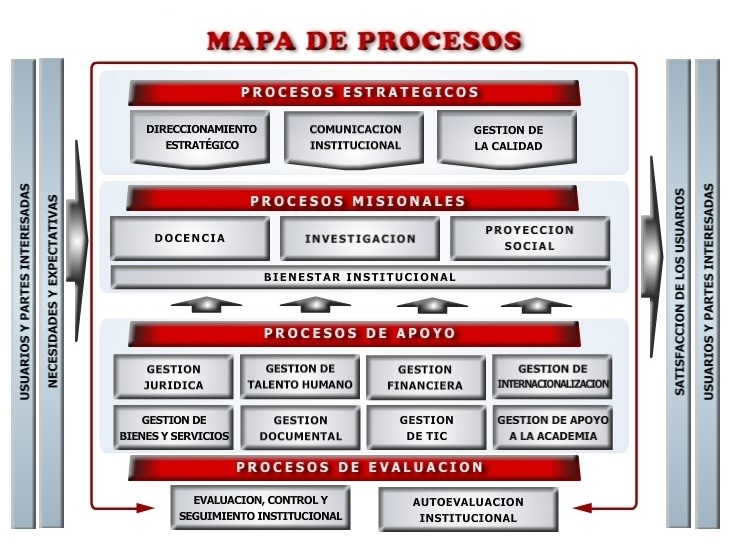 MAPA DE PROCESOS
USUARIOS Y PARTES INTERESADAS
NECESIDADES Y EXPECTATIVAS
PROCESOS ESTRATEGICOS
DIRECCIONAMIENTO
ESTRATÉGICO
COMUNICACION
INSTITUCIONAL
GESTION DE
LA CALIDAD
PROCESOS MISIONALES
DOCENCIA
INVESTIGACION
PROYECCION
SOCIAL
BIENESTAR INSTITUCIONAL
PROCESOS DE APOYO
GESTION
JURIDICA
GESTION DE
TALENTO HUMANO
GESTION
FINANCIERA
GESTION DE
INTERNACIONALIZACION
GESTION DE
BIENES Y SERVICIOS
GESTION
DOCUMENTAL
GESTION
DE TIC
GESTION DE APOYO
A LA ACADEMIA
PROCESOS DE EVALUACION
EVALUACION, CONTROL Y
SEGUIMIENTO INSTITUCIONAL
AUTOEVALUACION
INSTITUCIONAL
SATISFACCION DE LOS USUARIOS
USUARIOS Y PARTES INTERESADAS